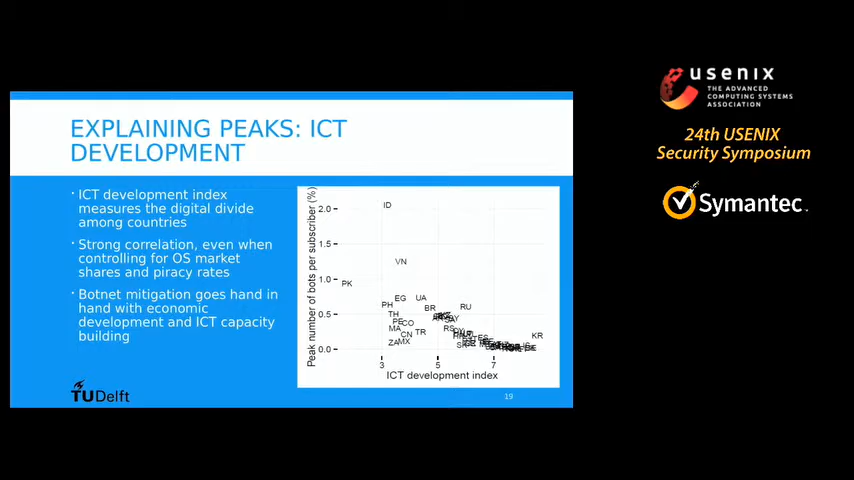 usenix
THE ADVANCED
COMPUTING SYSTEMS
ASSOCIATION
24th USENIX
Security Symposium
Symantec.
EXPLAINING PEAKS: ICT
DEVELOPMENT
ICT development index
measures the digital divide
among countries
Strong correlation, even when
controlling for OS market
shares and piracy rates
Botnet mitigation goes hand in
hand with economic
development and ICT capacity
building
Peak number of bots per subscriber (%)
2.0
1.5
1.0
0.5
0.0
ID
VN
PK
EG
UA
PH
BR
RU
TH
PE
CO
MA
CN
TR
RS
ZA
MX
KR
3
5
7
ICT development index
TUDelft
19